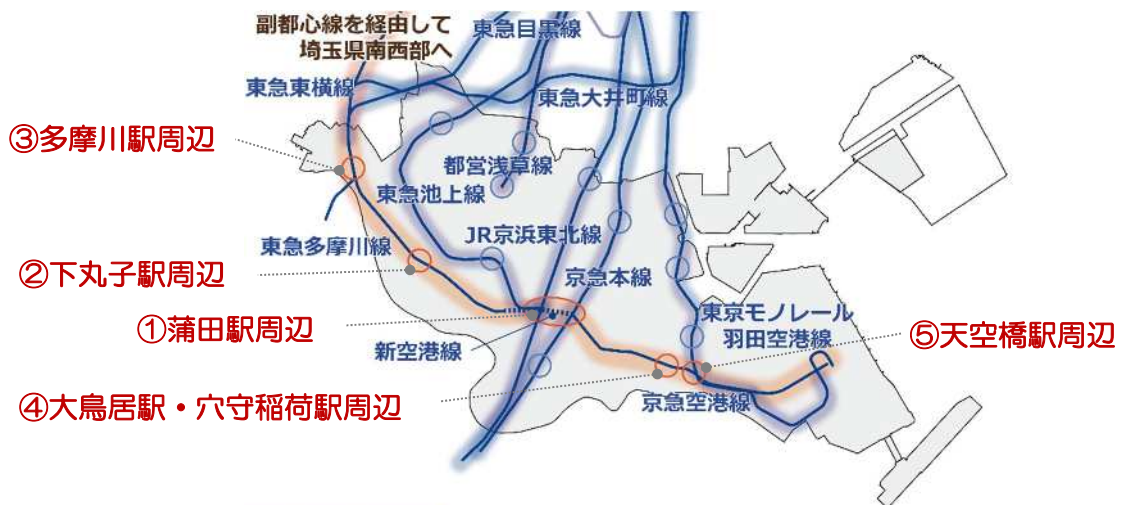 副都心線を経由して
埼玉県南西部へ
東急目黒線
東急東横線
東急大井町線
③多摩川駅周辺
都営浅草線
東急池上線
JR京浜東北線
東急多摩川線
②下丸子駅周辺
京急本線
①蒲田駅周辺
東京モノレール
羽田空港線
⑤天空橋駅周辺
新空港線
④大鳥居駅・穴守稲荷駅周辺
京急空港線